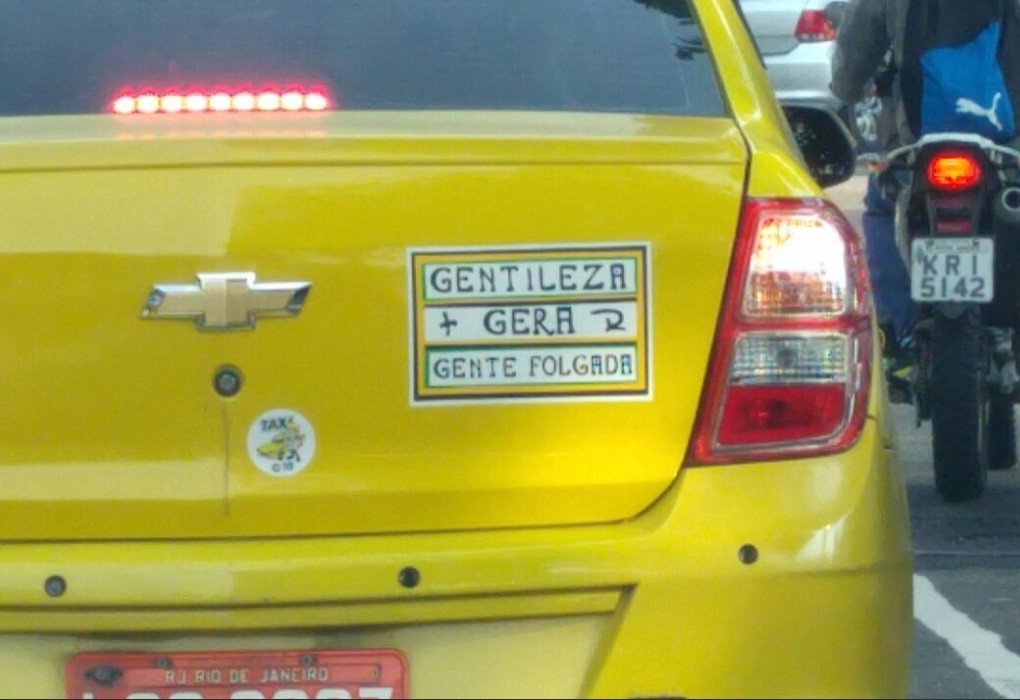 GENTILEZA
+ GERA
GENTE FOLGADA
TAXI
KRI
5142
RJ RIO DE JANEIRO